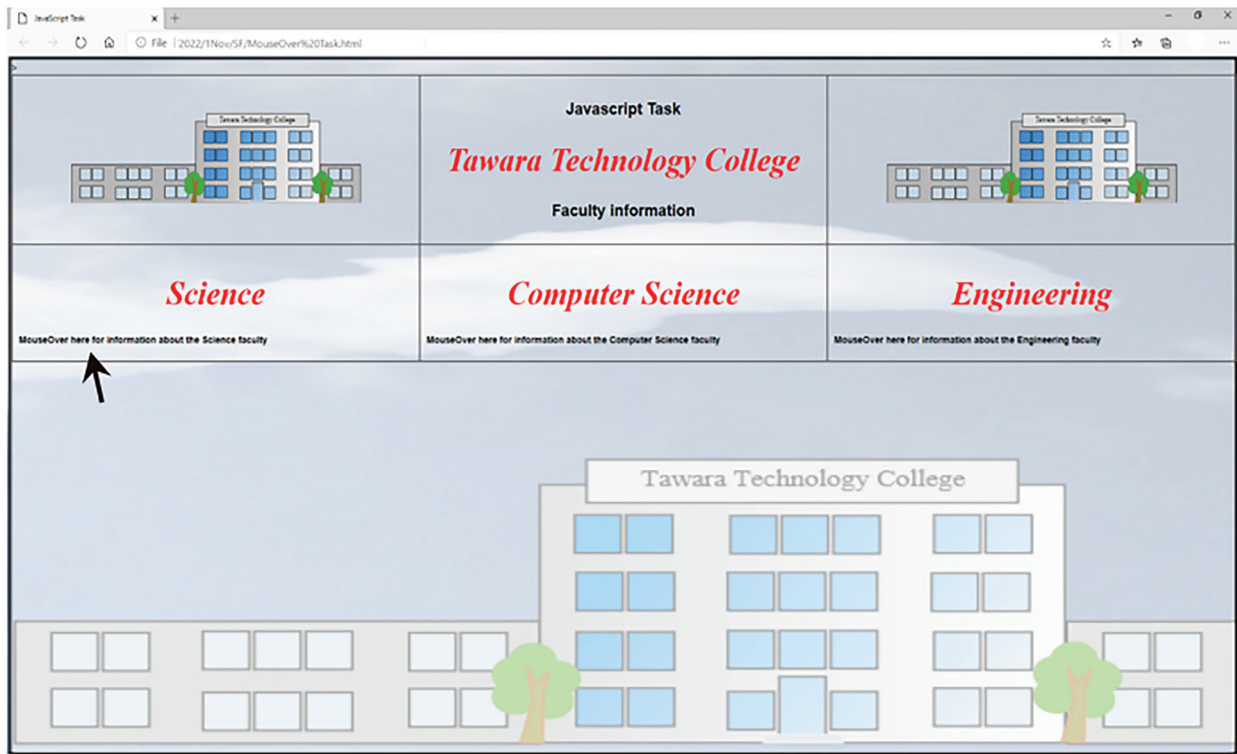 JavaScript Task
File 2022/1Nov/SF/MouseOver%20Task.html
>
Tawara Technology College
Javascript Task
Tawara Technology College
Faculty information
Tawara Technology College
Science
MouseOver here for information about the Science faculty
Computer Science
MouseOver here for information about the Computer Science faculty
Engineering
MouseOver here for information about the Engineering faculty
Tawara Technology College